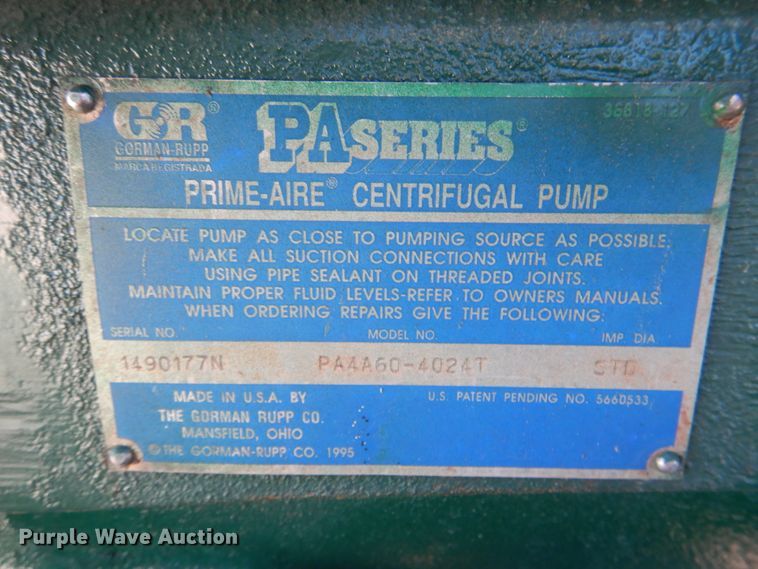 G·R®
GORMAN-RUPP
MARCA REGISTRADA
PA SERIES®
38818-127
PRIME-AIRE® CENTRIFUGAL PUMP
LOCATE PUMP AS CLOSE TO PUMPING SOURCE AS POSSIBLE.
MAKE ALL SUCTION CONNECTIONS WITH CARE
USING PIPE SEALANT ON THREADED JOINTS.
MAINTAIN PROPER FLUID LEVELS-REFER TO OWNERS MANUALS.
WHEN ORDERING REPAIRS GIVE THE FOLLOWING:
SERIAL NO. MODEL NO. IMP. DIA
1490177N PA4A60-4024T STD
MADE IN U.S.A. BY
THE GORMAN RUPP CO.
MANSFIELD, OHIO
© THE GORMAN-RUPP CO. 1995
U.S. PATENT PENDING NO. 5660533
Purple Wave Auction